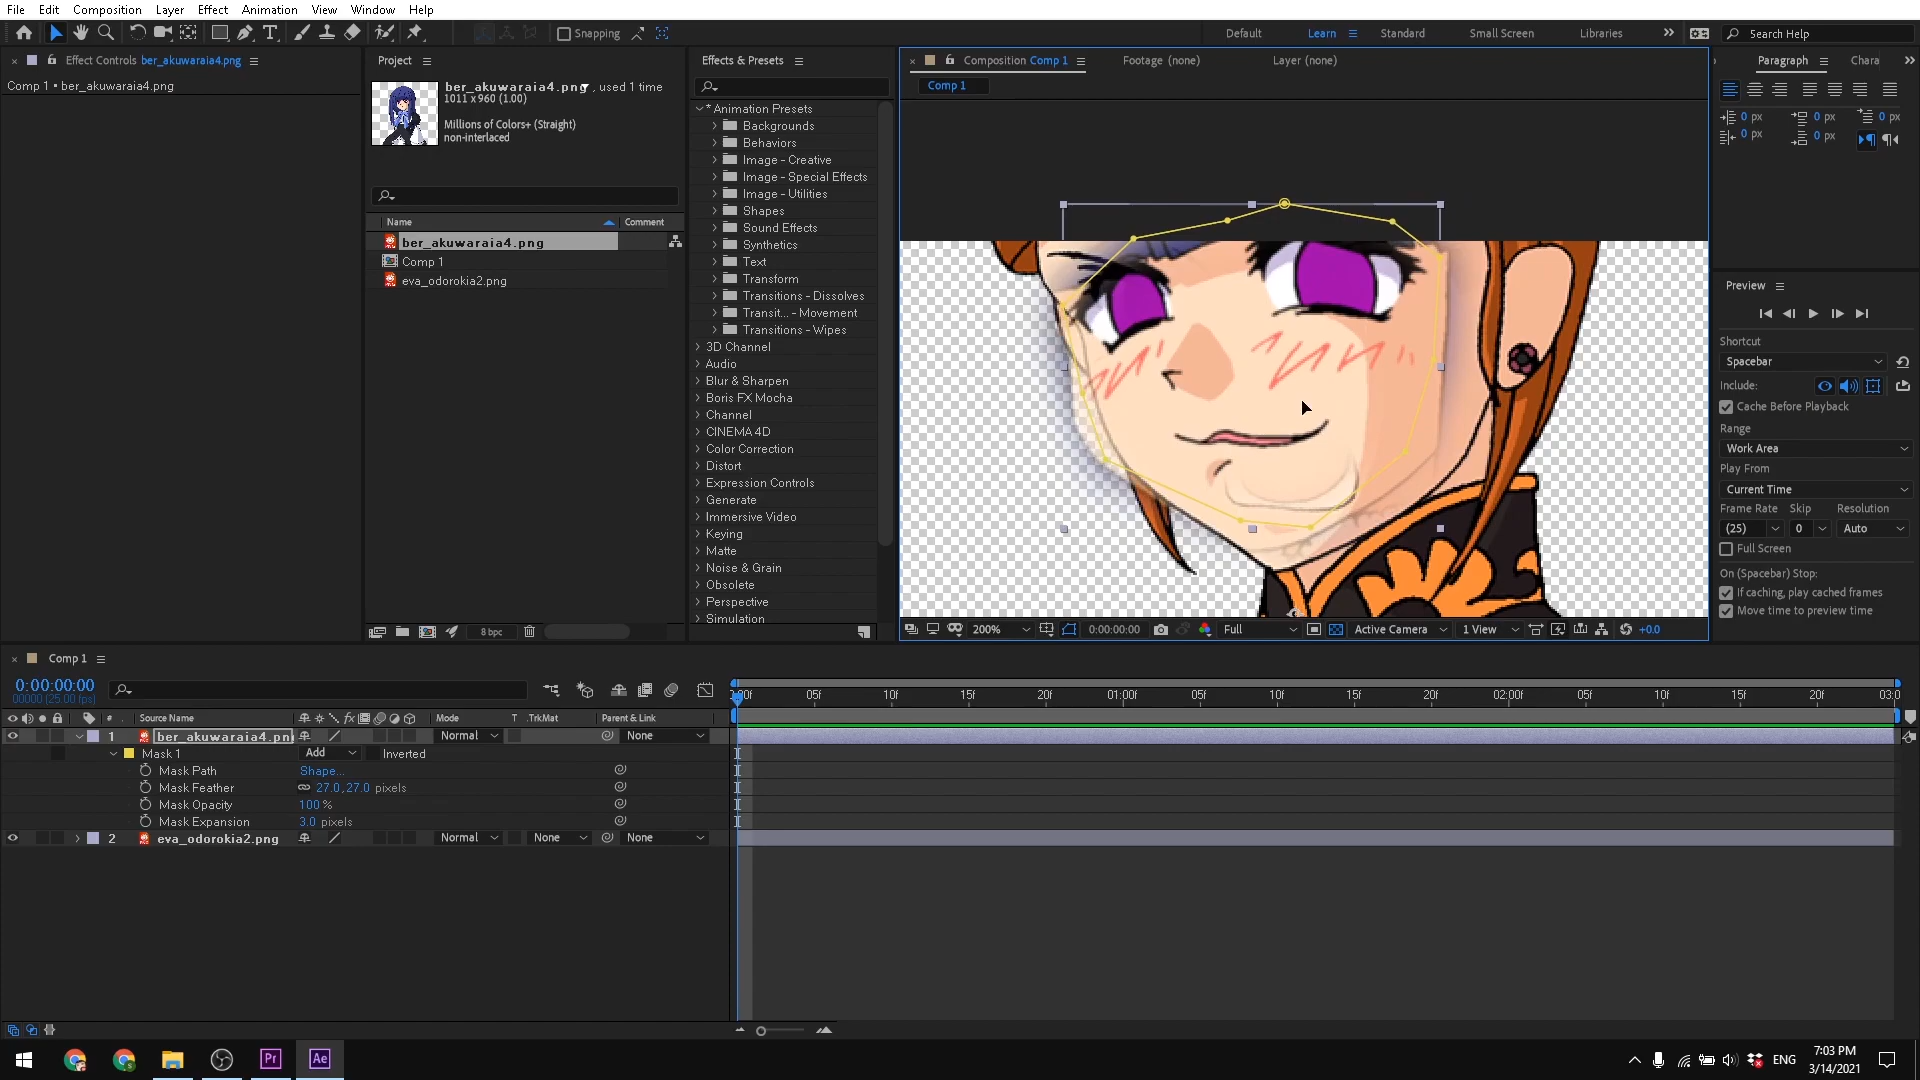 File Edit Composition Layer Effect Animation View Window Help
Snapping
Default Learn Standard Small Screen Libraries Search Help
Effect Controls ber_akuwaraia4.png
Comp 1 • ber_akuwaraia4.png
Project
ber_akuwaraia4.png , used 1 time
1011 x 960 (1.00)
Millions of Colors+ (Straight)
non-interlaced
Name Comment
ber_akuwaraia4.png
Comp 1
eva_odorokia2.png
8 bpc
Effects & Presets
* Animation Presets
Backgrounds
Behaviors
Image - Creative
Image - Special Effects
Image - Utilities
Shapes
Sound Effects
Synthetics
Text
Transform
Transitions - Dissolves
Transit... - Movement
Transitions - Wipes
3D Channel
Audio
Blur & Sharpen
Boris FX Mocha
Channel
CINEMA 4D
Color Correction
Distort
Expression Controls
Generate
Immersive Video
Keying
Matte
Noise & Grain
Obsolete
Perspective
Simulation
Composition Comp 1 Footage (none) Layer (none)
Comp 1
200% 0:00:00:00 Full Active Camera 1 View +0.0
Paragraph Chara
0 px 0 px 0 px
0 px 0 px
Preview
Shortcut
Spacebar
Include:
Cache Before Playback
Range
Work Area
Play From
Current Time
Frame Rate Skip Resolution
(25) 0 Auto
Full Screen
On (Spacebar) Stop:
If caching, play cached frames
Move time to preview time
Comp 1
0:00:00:00
00000 (25.00 fps)
:00f 05f 10f 15f 20f 01:00f 05f 10f 15f 20f 02:00f 05f 10f 15f 20f 03:0
# Source Name fx Mode T .TrkMat Parent & Link
1 ber_akuwaraia4.pn Normal None
Mask 1 Add Inverted
Mask Path Shape...
Mask Feather 27.0,27.0 pixels
Mask Opacity 100 %
Mask Expansion 3.0 pixels
2 eva_odorokia2.png Normal None None
Pr Ae
ENG 7:03 PM
3/14/2021